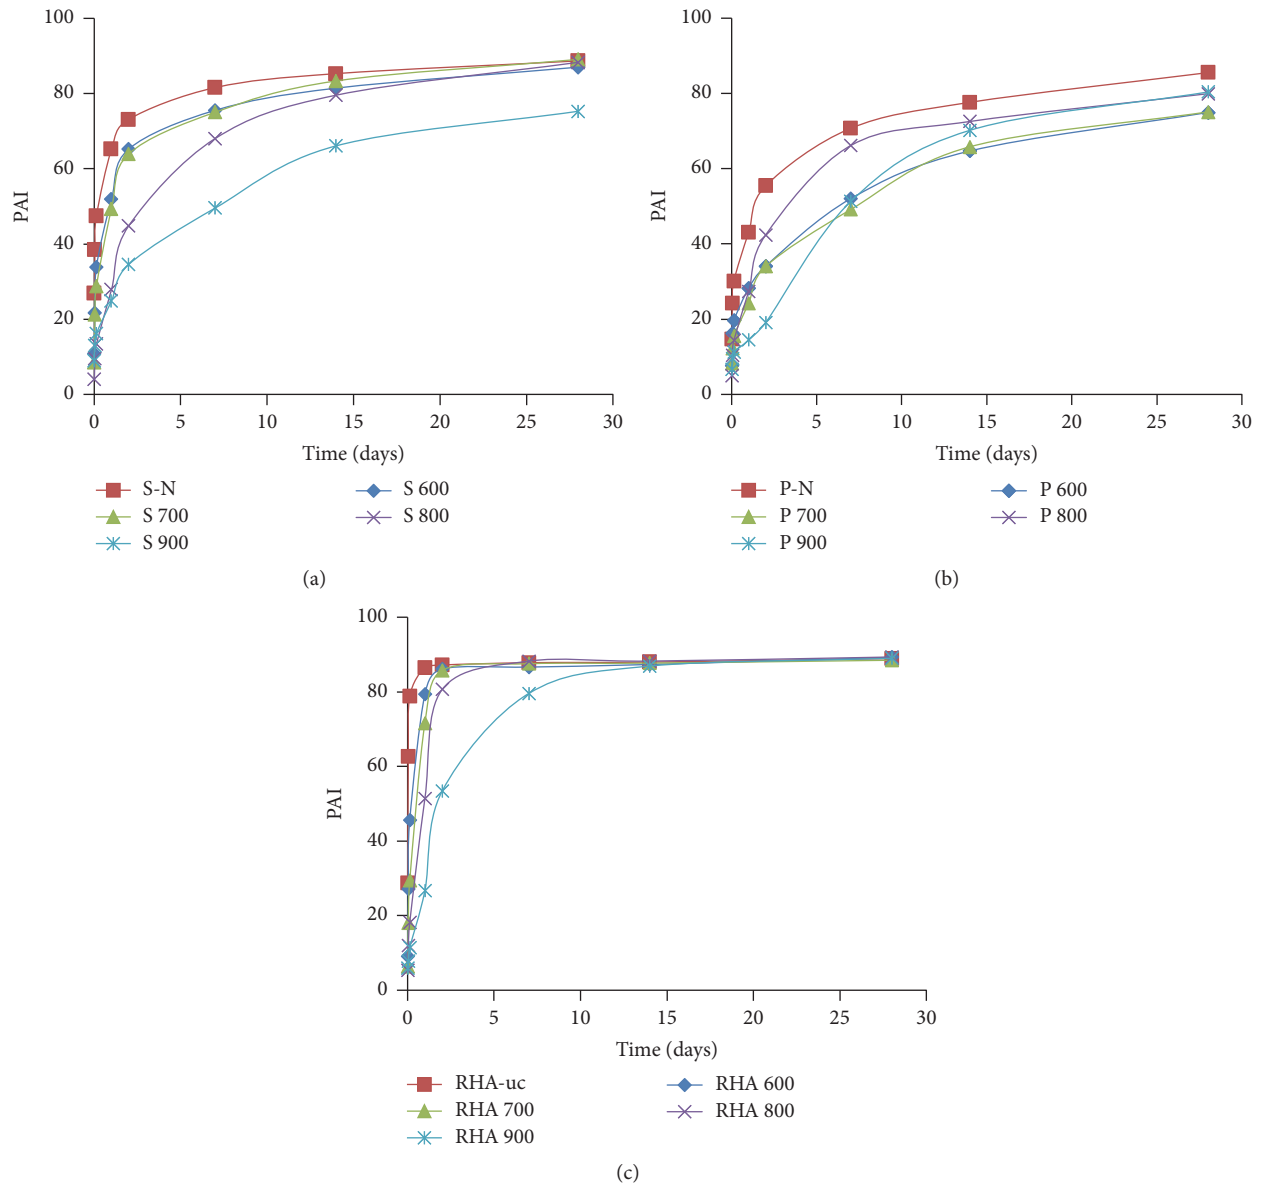 100
80
60
40
20
0
PAI
0 5 10 15 20 25 30
Time (days)
S-N S 600
S 700 S 800
S 900
(a)
100
80
60
40
20
0
PAI
0 5 10 15 20 25 30
Time (days)
P-N P 600
P 700 P 800
P 900
(b)
100
80
60
40
20
0
PAI
0 5 10 15 20 25 30
Time (days)
RHA-uc RHA 600
RHA 700 RHA 800
RHA 900
(c)